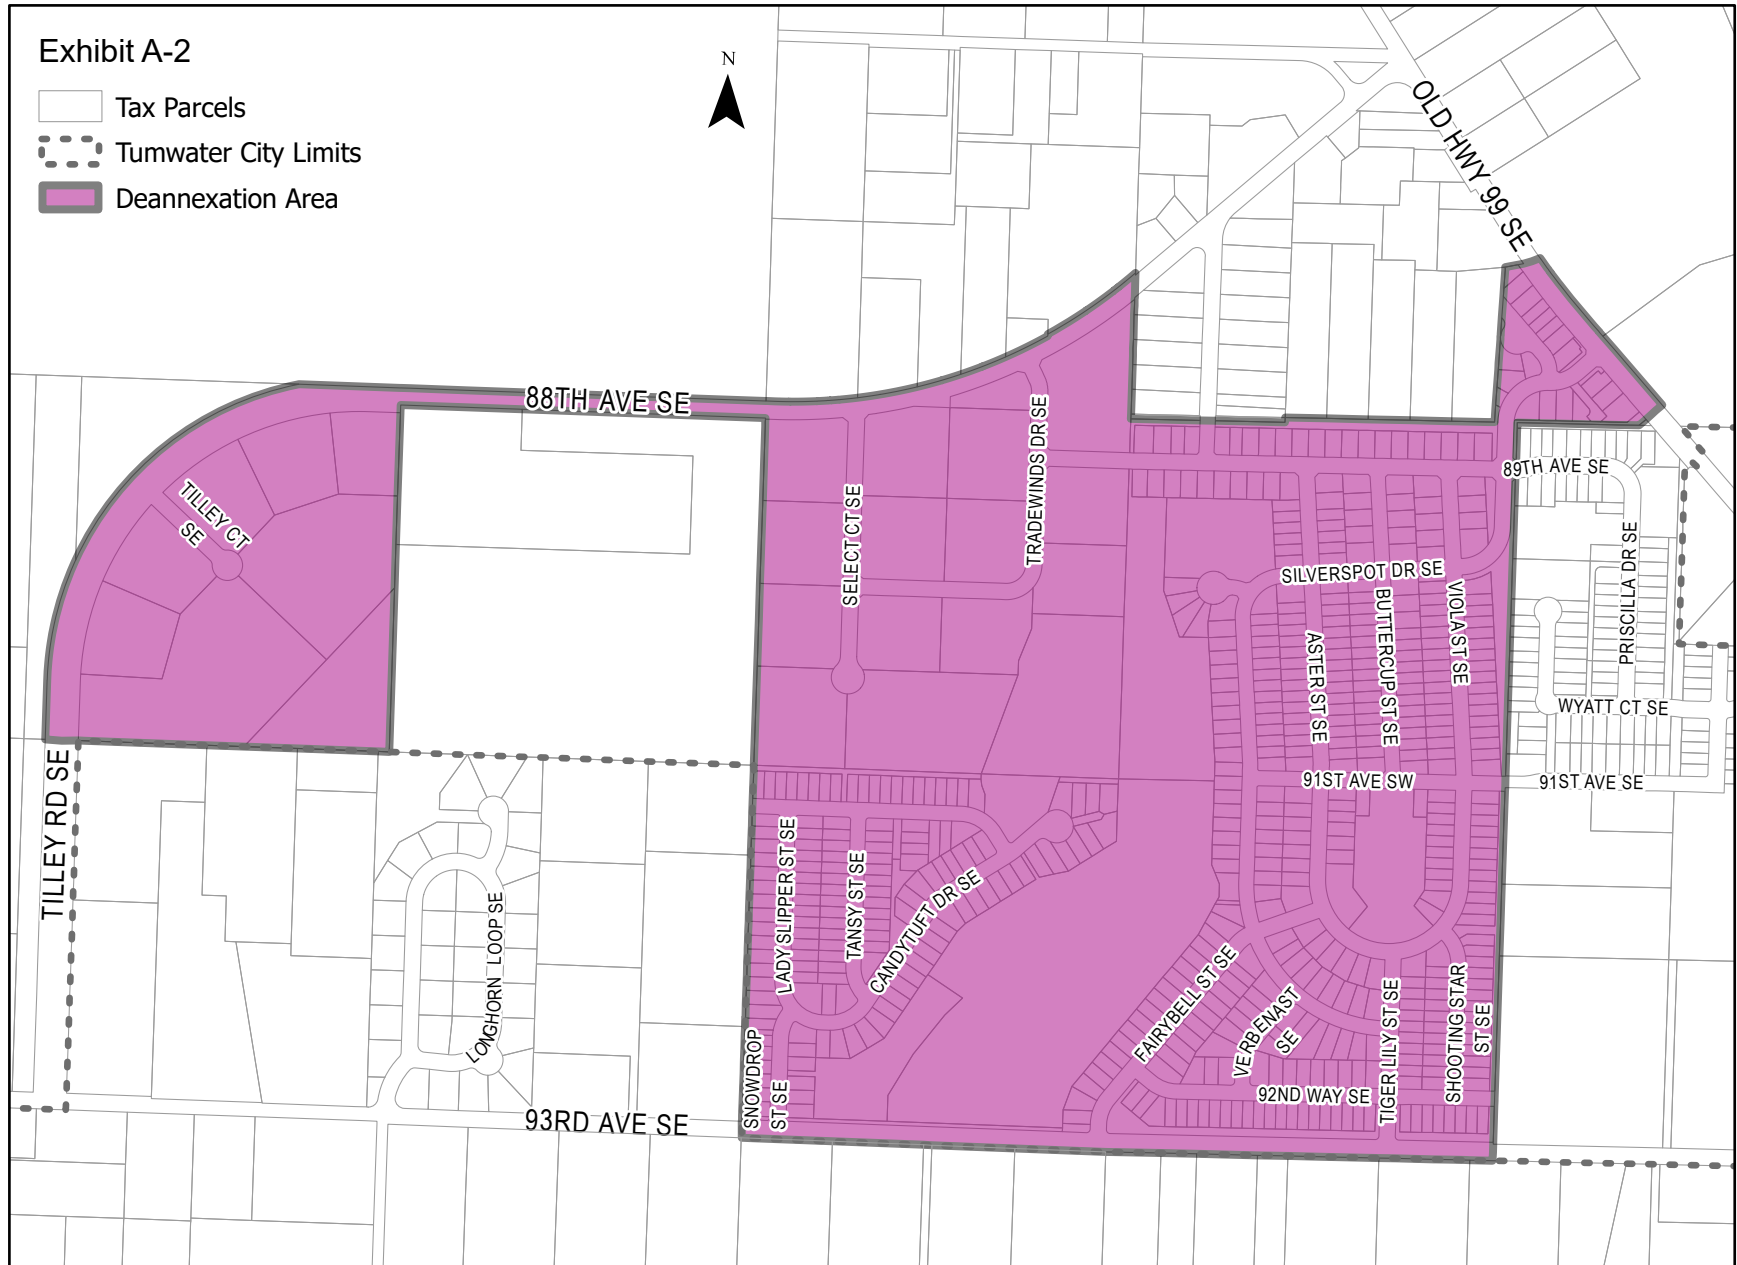 Exhibit A-2
N
Tax Parcels
Tumwater City Limits
Deannexation Area
OLD HWY 99 SE
88TH AVE SE
TILLEY CT
SE
SELECT CT SE
TRADEWINDS DR SE
89TH AVE SE
PRISCILLA DR SE
SILVERSPOT DR SE
ASTER ST SE
BUTTERCUP ST SE
VIOLA ST SE
WYATT CT SE
91ST AVE SW
91ST AVE SE
TILLEY RD SE
LONGHORN LOOP SE
LADY SLIPPER ST SE
TANSY ST SE
CANDYTUFT DR SE
FAIRYBELL ST SE
VERBENAST
SE
TIGER LILY ST SE
SHOOTING STAR
ST SE
SNOWDROP
ST SE
92ND WAY SE
93RD AVE SE